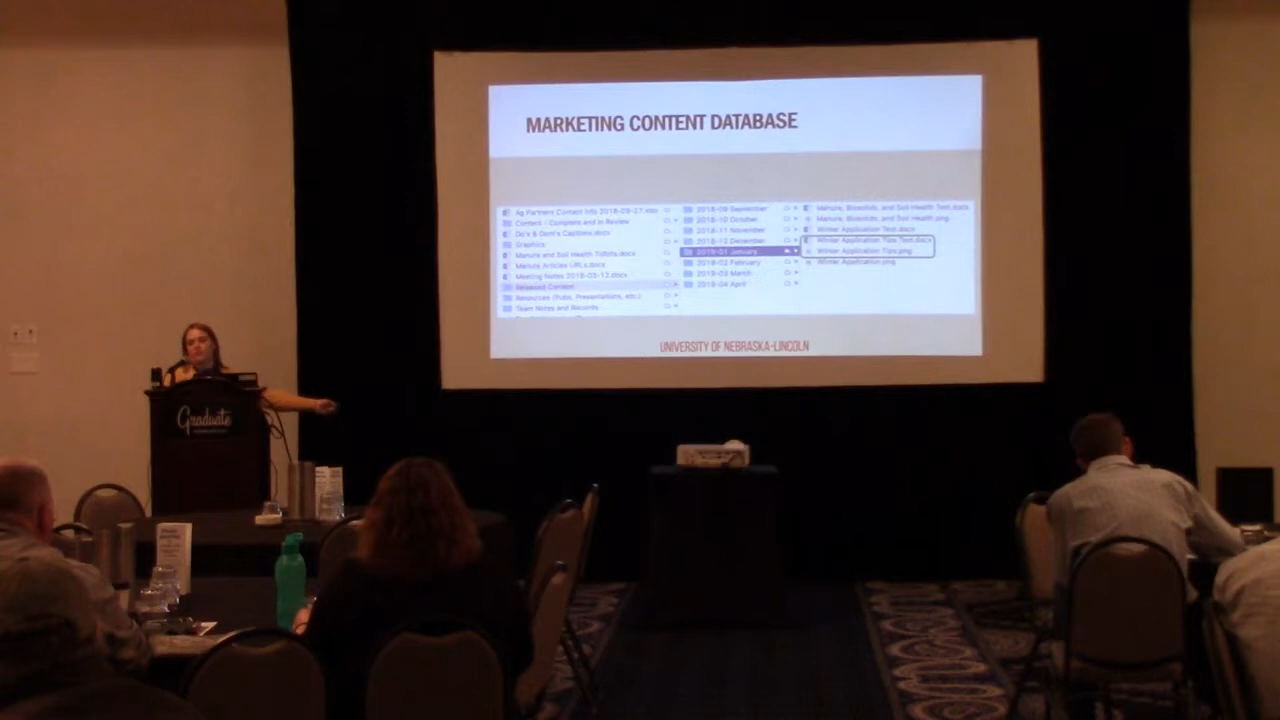 MARKETING CONTENT DATABASE
Ag Partners Content Info 2018-09-27.xlsx
Content - Complete and in Review
Do's & Dont's Captions.docx
Graphics
Manure and Soil Health Tidbits.docx
Manure Articles URLs.docx
Meeting Notes 2018-03-12.docx
Released Content
Resources (Pubs, Presentations, etc.)
Team Notes and Records
2018-09 September
2018-10 October
2018-11 November
2018-12 December
2019-01 January
2019-02 February
2019-03 March
2019-04 April
Manure, Biosolids, and Soil Health Text.docx
Manure, Biosolids, and Soil Health.png
Winter Application Text.docx
Winter Application Tips Text.docx
Winter Application Tips.png
Winter Application.png
UNIVERSITY OF NEBRASKA-LINCOLN
Graduate